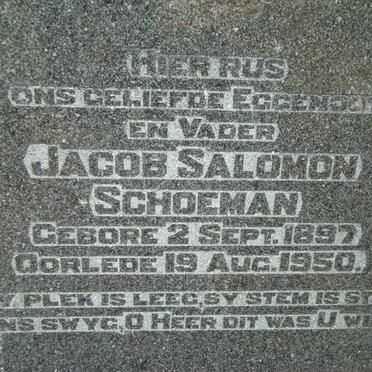 HIER RUS
ONS GELIEFDE EGGENOO
EN VADER
JACOB SALOMON
SCHOEMAN
GEBORE 2 SEPT. 1897
OORLEDE 19 AUG. 1950.
PLEK IS LEEG, SY STEM IS
SWYG, O HEER DIT WAS U